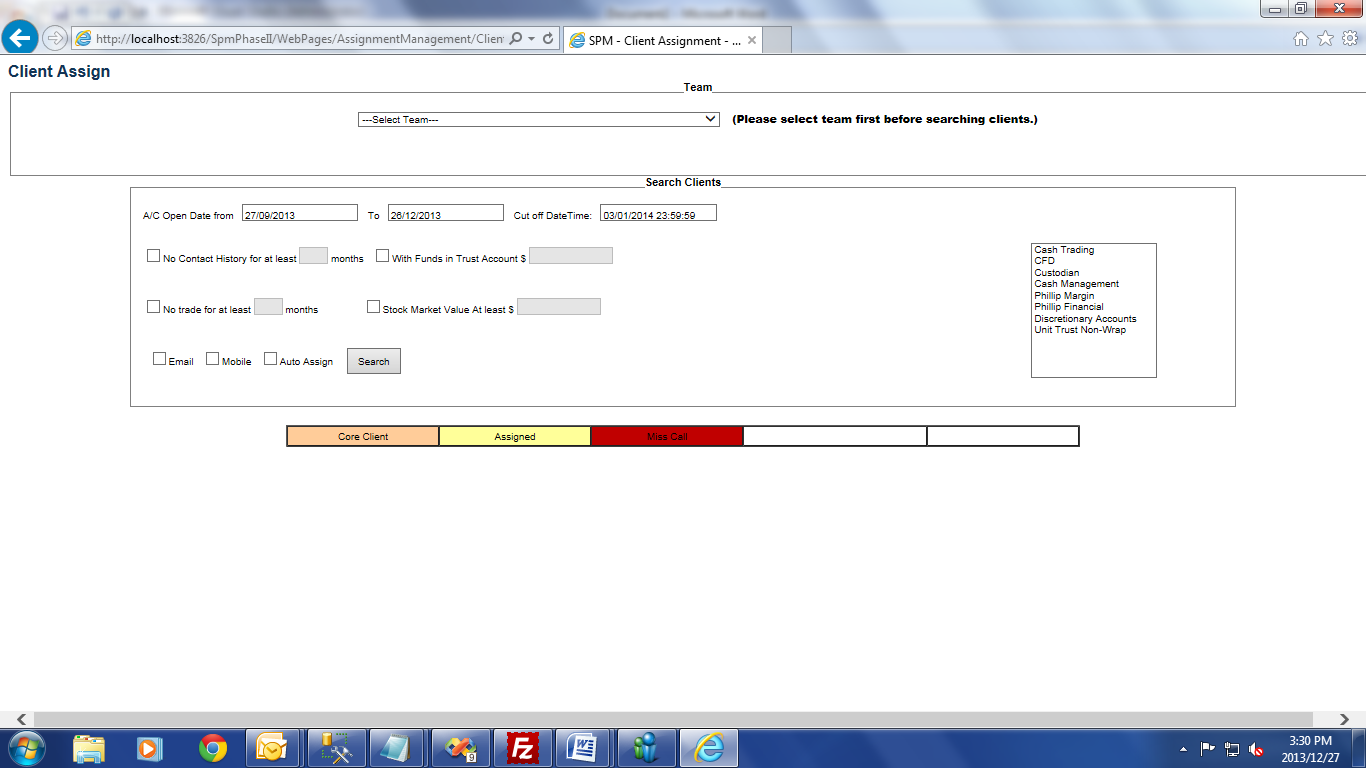 http://localhost:3826/SpmPhaseII/WebPages/AssignmentManagement/Clien
SPM - Client Assignment - ...
Client Assign
Team
---Select Team---
(Please select team first before searching clients.)
Search Clients
A/C Open Date from 27/09/2013 To 26/12/2013 Cut off DateTime: 03/01/2014 23:59:59
No Contact History for at least months With Funds in Trust Account $
No trade for at least months Stock Market Value At least $
Email Mobile Auto Assign Search
Cash Trading
CFD
Custodian
Cash Management
Phillip Margin
Phillip Financial
Discretionary Accounts
Unit Trust Non-Wrap
Core Client Assigned Miss Call
9
Fz
W
3:30 PM
2013/12/27